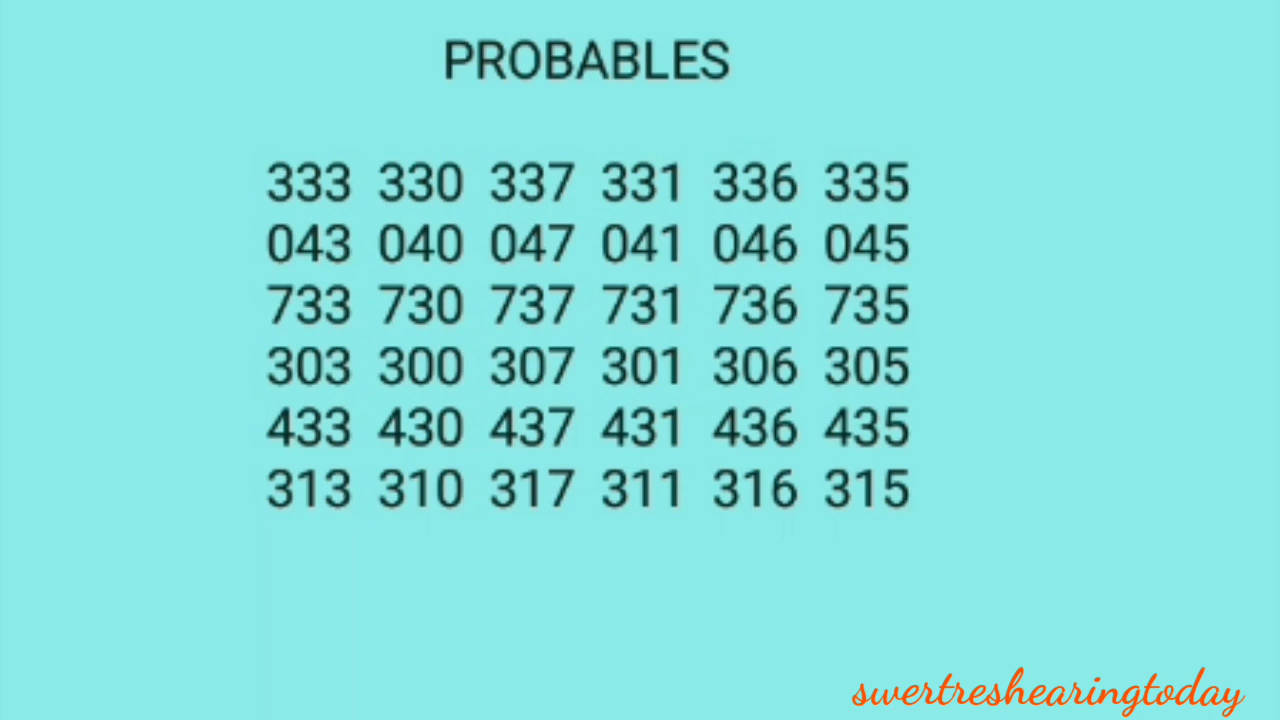 PROBABLES
333 330 337 331 336 335
043 040 047 041 046 045
733 730 737 731 736 735
303 300 307 301 306 305
433 430 437 431 436 435
313 310 317 311 316 315
swertreshearingtoday